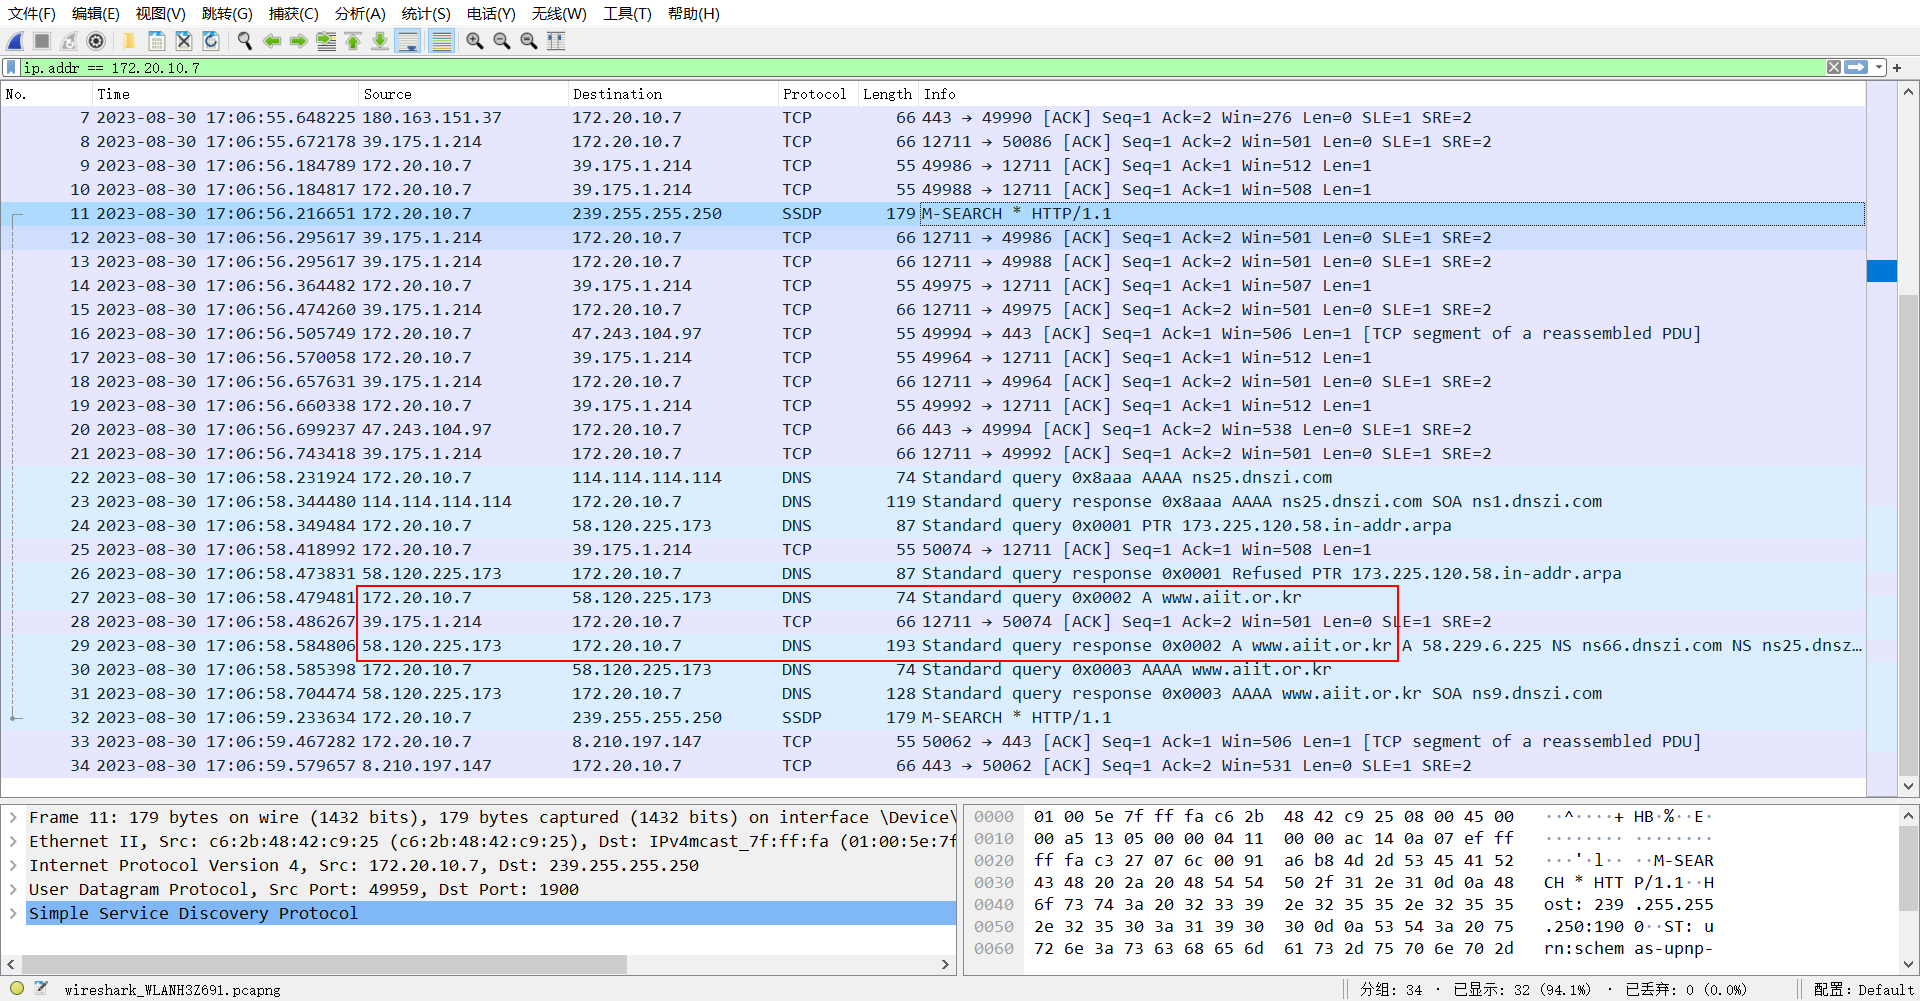 文件(F) 编辑(E) 视图(V) 跳转(G) 捕获(C) 分析(A) 统计(S) 电话(Y) 无线(W) 工具(T) 帮助(H)
ip.addr == 172.20.10.7
No. Time Source Destination Protocol Length Info
7 2023-08-30 17:06:55.648225 180.163.151.37 172.20.10.7 TCP 66 443 → 49990 [ACK] Seq=1 Ack=2 Win=276 Len=0 SLE=1 SRE=2
8 2023-08-30 17:06:55.672178 39.175.1.214 172.20.10.7 TCP 66 12711 → 50086 [ACK] Seq=1 Ack=2 Win=501 Len=0 SLE=1 SRE=2
9 2023-08-30 17:06:56.184789 172.20.10.7 39.175.1.214 TCP 55 49986 → 12711 [ACK] Seq=1 Ack=1 Win=512 Len=1
10 2023-08-30 17:06:56.184817 172.20.10.7 39.175.1.214 TCP 55 49988 → 12711 [ACK] Seq=1 Ack=1 Win=508 Len=1
11 2023-08-30 17:06:56.216651 172.20.10.7 239.255.255.250 SSDP 179 M-SEARCH * HTTP/1.1
12 2023-08-30 17:06:56.295617 39.175.1.214 172.20.10.7 TCP 66 12711 → 49986 [ACK] Seq=1 Ack=2 Win=501 Len=0 SLE=1 SRE=2
13 2023-08-30 17:06:56.295617 39.175.1.214 172.20.10.7 TCP 66 12711 → 49988 [ACK] Seq=1 Ack=2 Win=501 Len=0 SLE=1 SRE=2
14 2023-08-30 17:06:56.364482 172.20.10.7 39.175.1.214 TCP 55 49975 → 12711 [ACK] Seq=1 Ack=1 Win=507 Len=1
15 2023-08-30 17:06:56.474260 39.175.1.214 172.20.10.7 TCP 66 12711 → 49975 [ACK] Seq=1 Ack=2 Win=501 Len=0 SLE=1 SRE=2
16 2023-08-30 17:06:56.505749 172.20.10.7 47.243.104.97 TCP 55 49994 → 443 [ACK] Seq=1 Ack=1 Win=506 Len=1 [TCP segment of a reassembled PDU]
17 2023-08-30 17:06:56.570058 172.20.10.7 39.175.1.214 TCP 55 49964 → 12711 [ACK] Seq=1 Ack=1 Win=512 Len=1
18 2023-08-30 17:06:56.657631 39.175.1.214 172.20.10.7 TCP 66 12711 → 49964 [ACK] Seq=1 Ack=2 Win=501 Len=0 SLE=1 SRE=2
19 2023-08-30 17:06:56.660338 172.20.10.7 39.175.1.214 TCP 55 49992 → 12711 [ACK] Seq=1 Ack=1 Win=512 Len=1
20 2023-08-30 17:06:56.699237 47.243.104.97 172.20.10.7 TCP 66 443 → 49994 [ACK] Seq=1 Ack=2 Win=538 Len=0 SLE=1 SRE=2
21 2023-08-30 17:06:56.743418 39.175.1.214 172.20.10.7 TCP 66 12711 → 49992 [ACK] Seq=1 Ack=2 Win=501 Len=0 SLE=1 SRE=2
22 2023-08-30 17:06:58.231924 172.20.10.7 114.114.114.114 DNS 74 Standard query 0x8aaa AAAA ns25.dnszi.com
23 2023-08-30 17:06:58.344480 114.114.114.114 172.20.10.7 DNS 119 Standard query response 0x8aaa AAAA ns25.dnszi.com SOA ns1.dnszi.com
24 2023-08-30 17:06:58.349484 172.20.10.7 58.120.225.173 DNS 87 Standard query 0x0001 PTR 173.225.120.58.in-addr.arpa
25 2023-08-30 17:06:58.418992 172.20.10.7 39.175.1.214 TCP 55 50074 → 12711 [ACK] Seq=1 Ack=1 Win=508 Len=1
26 2023-08-30 17:06:58.473831 58.120.225.173 172.20.10.7 DNS 87 Standard query response 0x0001 Refused PTR 173.225.120.58.in-addr.arpa
27 2023-08-30 17:06:58.479481 172.20.10.7 58.120.225.173 DNS 74 Standard query 0x0002 A www.aiit.or.kr
28 2023-08-30 17:06:58.486267 39.175.1.214 172.20.10.7 TCP 66 12711 → 50074 [ACK] Seq=1 Ack=2 Win=501 Len=0 SLE=1 SRE=2
29 2023-08-30 17:06:58.584806 58.120.225.173 172.20.10.7 DNS 193 Standard query response 0x0002 A www.aiit.or.kr A 58.229.6.225 NS ns66.dnszi.com NS ns25.dnsz…
30 2023-08-30 17:06:58.585398 172.20.10.7 58.120.225.173 DNS 74 Standard query 0x0003 AAAA www.aiit.or.kr
31 2023-08-30 17:06:58.704474 58.120.225.173 172.20.10.7 DNS 128 Standard query response 0x0003 AAAA www.aiit.or.kr SOA ns9.dnszi.com
32 2023-08-30 17:06:59.233634 172.20.10.7 239.255.255.250 SSDP 179 M-SEARCH * HTTP/1.1
33 2023-08-30 17:06:59.467282 172.20.10.7 8.210.197.147 TCP 55 50062 → 443 [ACK] Seq=1 Ack=1 Win=506 Len=1 [TCP segment of a reassembled PDU]
34 2023-08-30 17:06:59.579657 8.210.197.147 172.20.10.7 TCP 66 443 → 50062 [ACK] Seq=1 Ack=2 Win=531 Len=0 SLE=1 SRE=2
Frame 11: 179 bytes on wire (1432 bits), 179 bytes captured (1432 bits) on interface \Device\
Ethernet II, Src: c6:2b:48:42:c9:25 (c6:2b:48:42:c9:25), Dst: IPv4mcast_7f:ff:fa (01:00:5e:7f
Internet Protocol Version 4, Src: 172.20.10.7, Dst: 239.255.255.250
User Datagram Protocol, Src Port: 49959, Dst Port: 1900
Simple Service Discovery Protocol
0000 01 00 5e 7f ff fa c6 2b 48 42 c9 25 08 00 45 00 ··^····+ HB·%··E·
0010 00 a5 13 05 00 00 04 11 00 00 ac 14 0a 07 ef ff ········ ········
0020 ff fa c3 27 07 6c 00 91 a6 b8 4d 2d 53 45 41 52 ···'·l·· ··M-SEAR
0030 43 48 20 2a 20 48 54 54 50 2f 31 2e 31 0d 0a 48 CH * HTT P/1.1··H
0040 6f 73 74 3a 20 32 33 39 2e 32 35 35 2e 32 35 35 ost: 239 .255.255
0050 2e 32 35 30 3a 31 39 30 30 0d 0a 53 54 3a 20 75 .250:190 0··ST: u
0060 72 6e 3a 73 63 68 65 6d 61 73 2d 75 70 6e 70 2d rn:schem as-upnp-
wireshark_WLANH3Z691.pcapng 分组: 34 · 已显示: 32 (94.1%) · 已丢弃: 0 (0.0%) 配置: Default